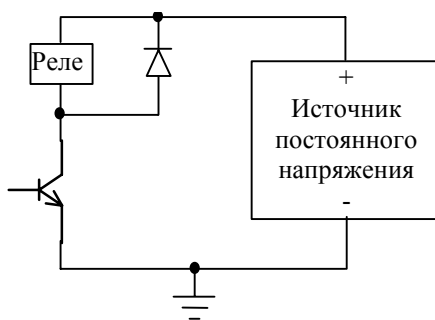 Реле
+
Источник
постоянного
напряжения
-